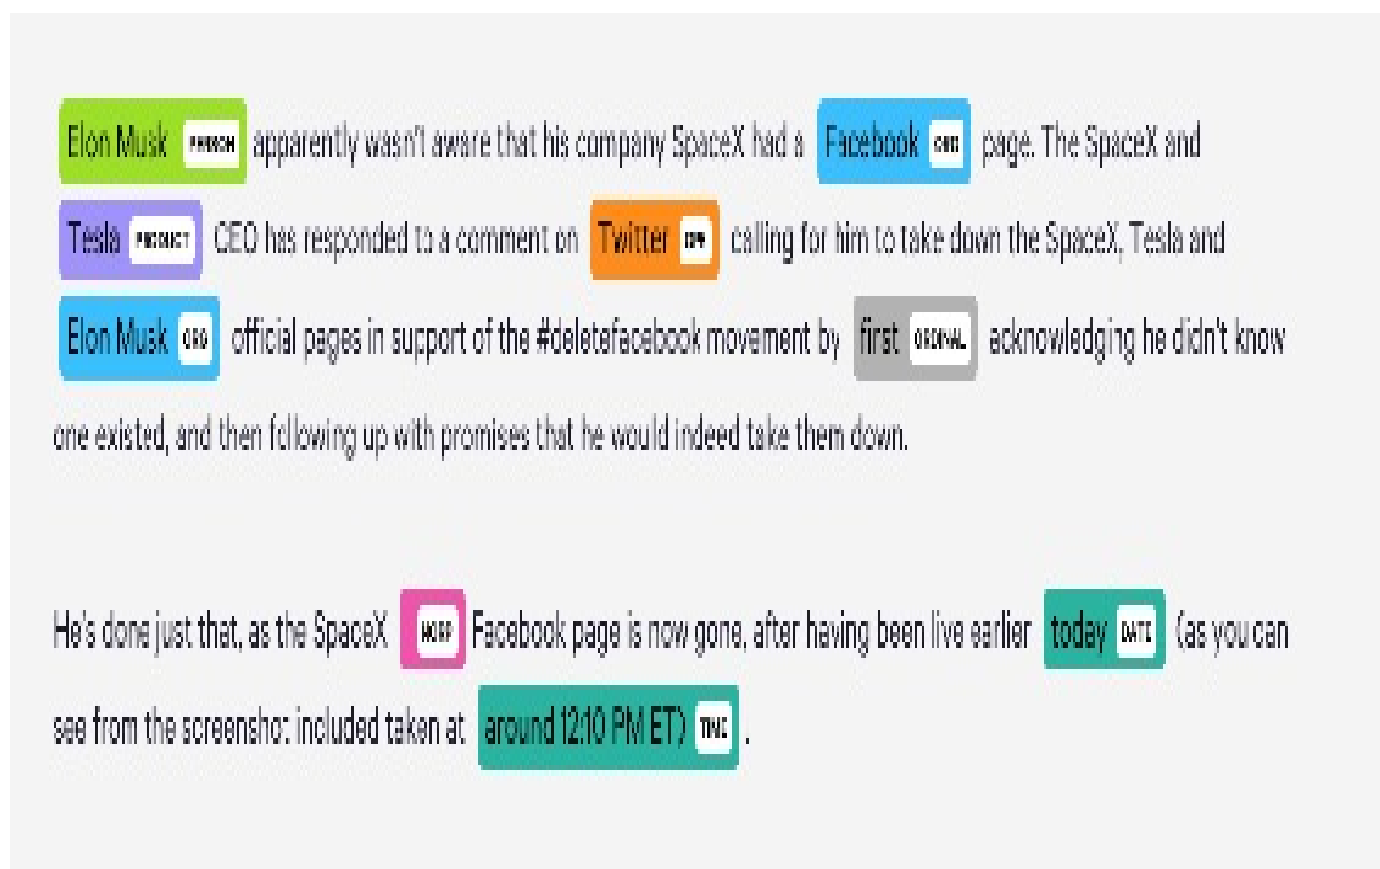 Elon Musk PERSON apparently wasn't aware that his company SpaceX had a Facebook ORG page. The SpaceX and
Tesla PRODUCT CEO has responded to a comment on Twitter GPE calling for him to take down the SpaceX, Tesla and
Elon Musk ORG official pages in support of the #deletefacebook movement by first ORDINAL acknowledging he didn't know
one existed, and then following up with promises that he would indeed take them down.
He's done just that, as the SpaceX NORP Facebook page is now gone, after having been live earlier today DATE (as you can
see from the screenshot included taken at around 12:10 PM ET) TIME .